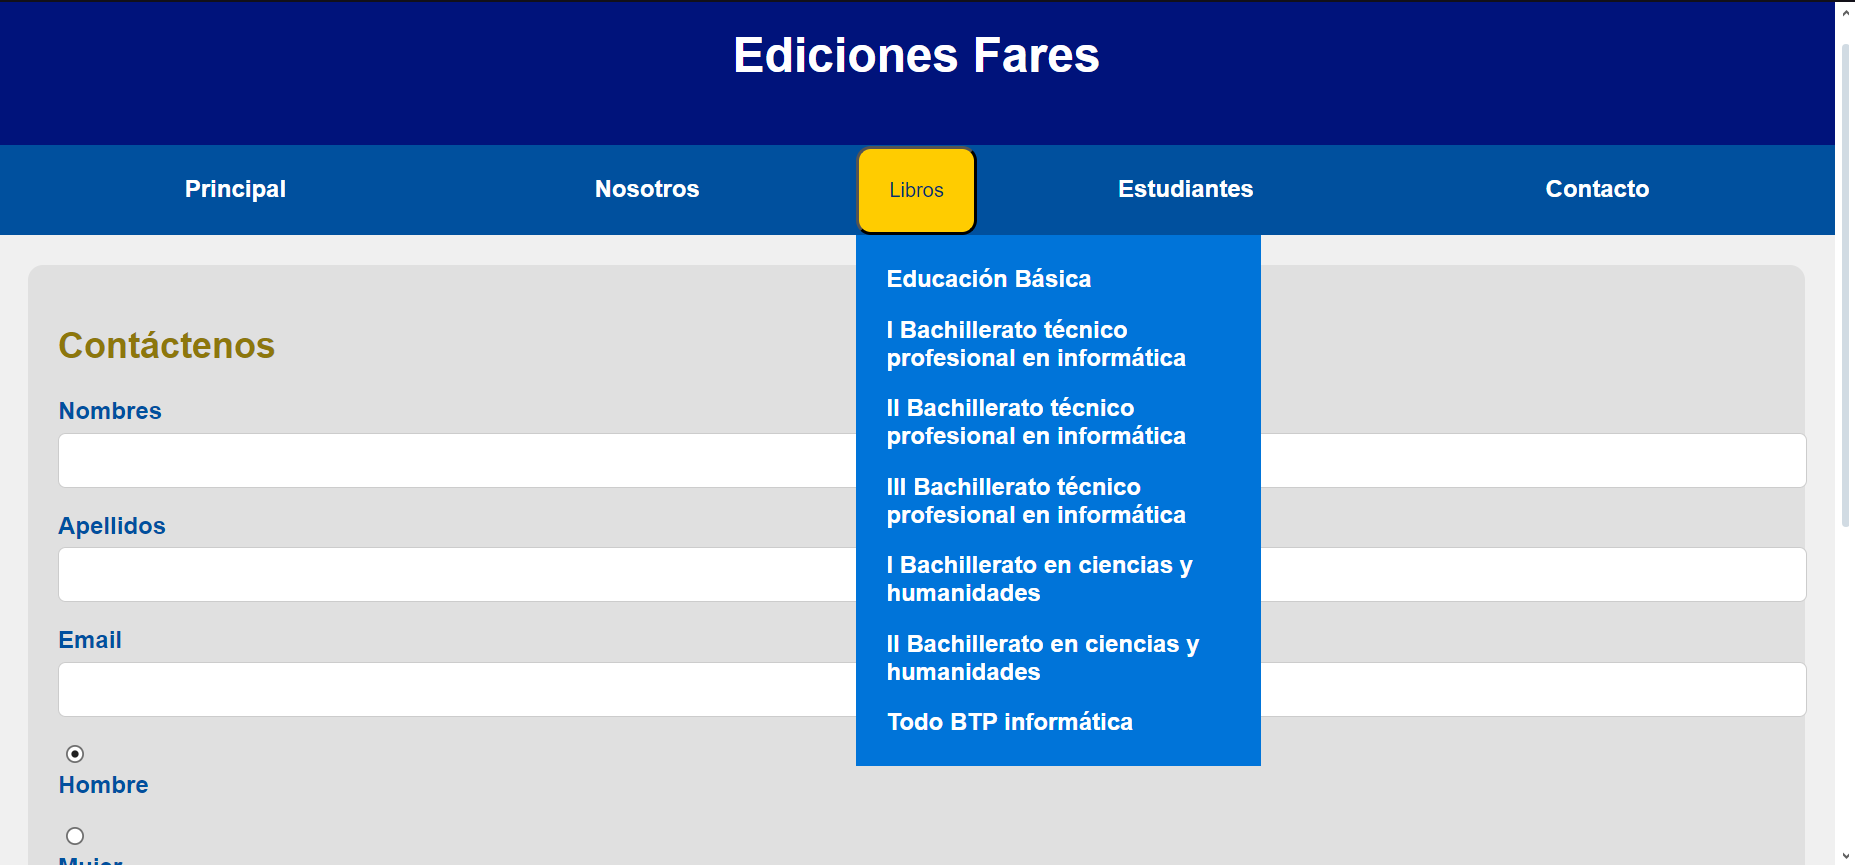 Ediciones Fares
Principal
Nosotros
Libros
Estudiantes
Contacto
Educación Básica
I Bachillerato técnico
profesional en informática
II Bachillerato técnico
profesional en informática
III Bachillerato técnico
profesional en informática
I Bachillerato en ciencias y
humanidades
II Bachillerato en ciencias y
humanidades
Todo BTP informática
Contáctenos
Nombres
Apellidos
Email
Hombre
Mujer